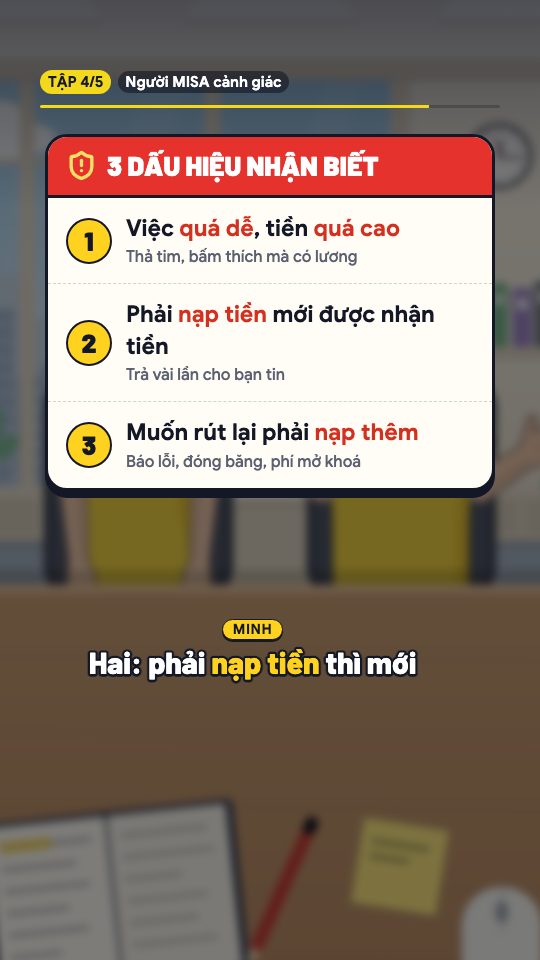 TẬP 4/5 Người MISA cảnh giác
3 DẤU HIỆU NHẬN BIẾT
1 Việc quá dễ, tiền quá cao
Thả tim, bấm thích mà có lương
2 Phải nạp tiền mới được nhận
tiền
Trả vài lần cho bạn tin
3 Muốn rút lại phải nạp thêm
Báo lỗi, đóng băng, phí mở khoá
MINH
Hai: phải nạp tiền thì mới